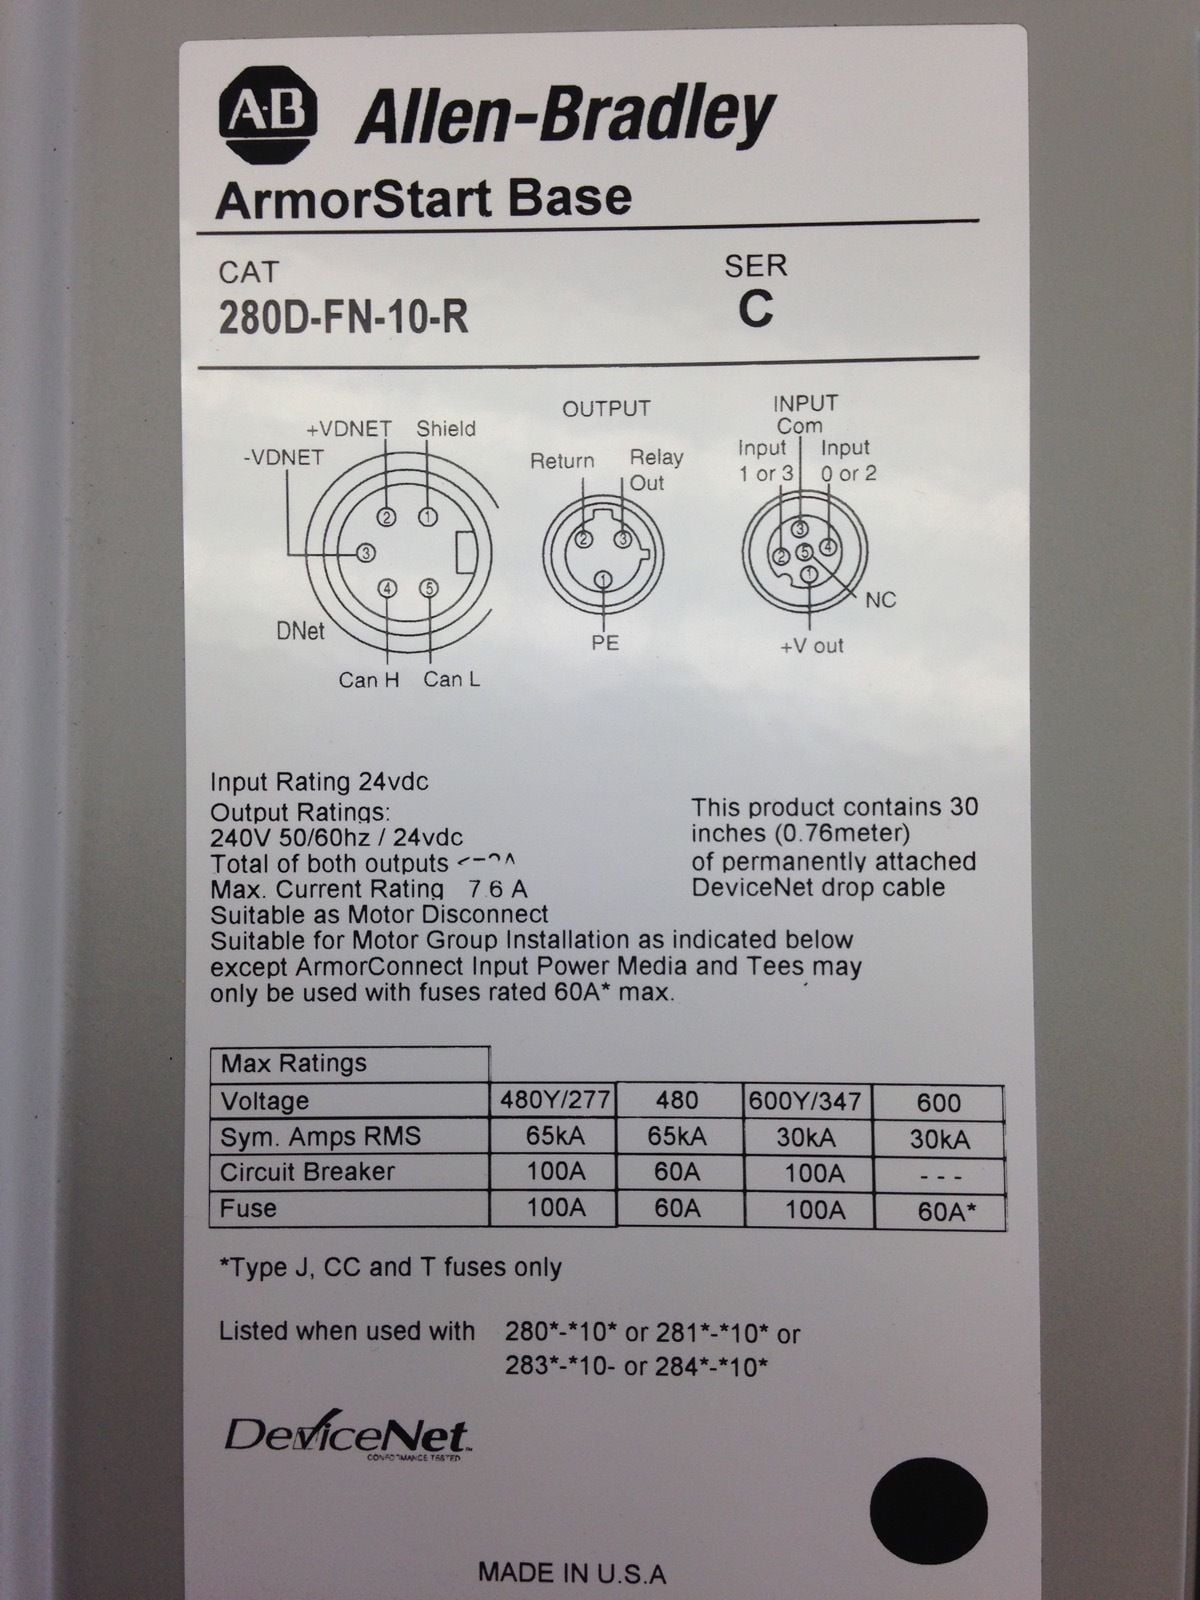 A-B Allen-Bradley
ArmorStart Base
CAT SER
280D-FN-10-R C
+VDNET Shield
-VDNET
2 1
3
4 5
DNet
Can H Can L
OUTPUT
Return Relay
Out
2 3
1
PE
INPUT
Com
Input Input
1 or 3 0 or 2
3
2 5 4
1
NC
+V out
Input Rating 24vdc
Output Ratings:
240V 50/60hz / 24vdc
Total of both outputs
Max. Current Rating 7.6 A
Suitable as Motor Disconnect
This product contains 30
inches (0.76meter)
of permanently attached
DeviceNet drop cable
Suitable for Motor Group Installation as indicated below
except ArmorConnect Input Power Media and Tees may
only be used with fuses rated 60A* max.
Max Ratings
Voltage 480Y/277 480 600Y/347 600
Sym. Amps RMS 65kA 65kA 30kA 30kA
Circuit Breaker 100A 60A 100A ---
Fuse 100A 60A 100A 60A*
*Type J, CC and T fuses only
Listed when used with 280*-*10* or 281*-*10* or
283*-*10- or 284*-*10*
DeviceNet™
CONFORMANCE TESTED
MADE IN U.S.A